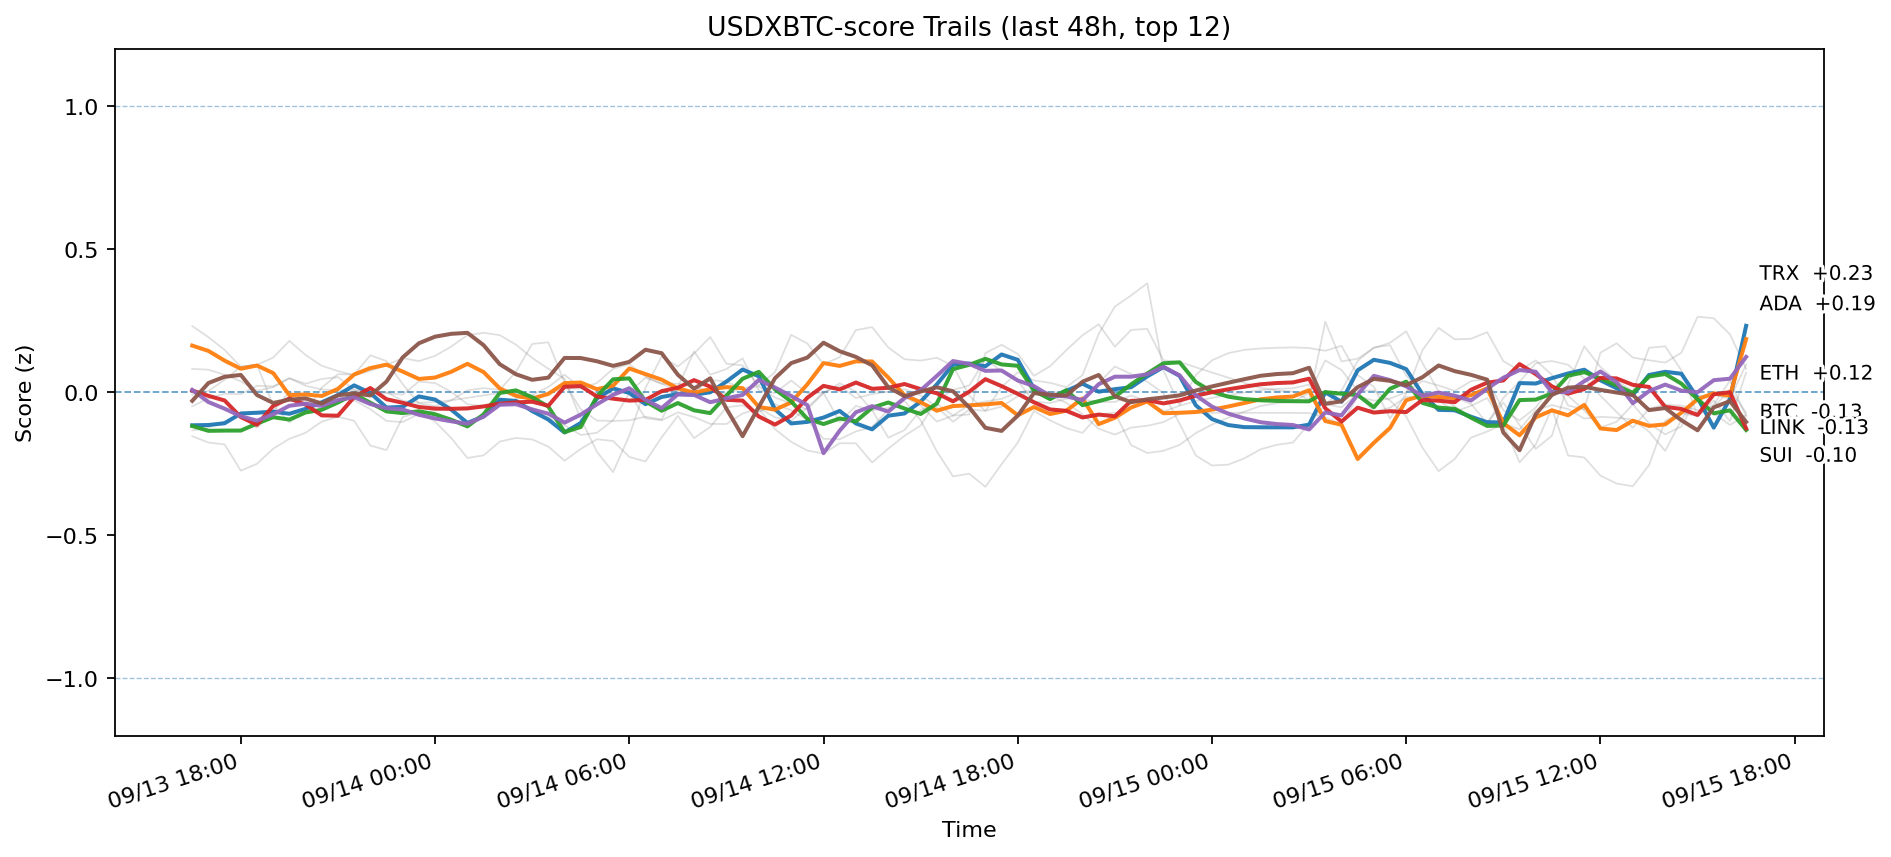 USDXBTC-score Trails (last 48h, top 12)
Score (z)
1.0
0.5
0.0
−0.5
−1.0
TRX +0.23
ADA +0.19
ETH +0.12
BTC -0.13
LINK -0.13
SUI -0.10
09/13 18:00
09/14 00:00
09/14 06:00
09/14 12:00
09/14 18:00
09/15 00:00
09/15 06:00
09/15 12:00
09/15 18:00
Time